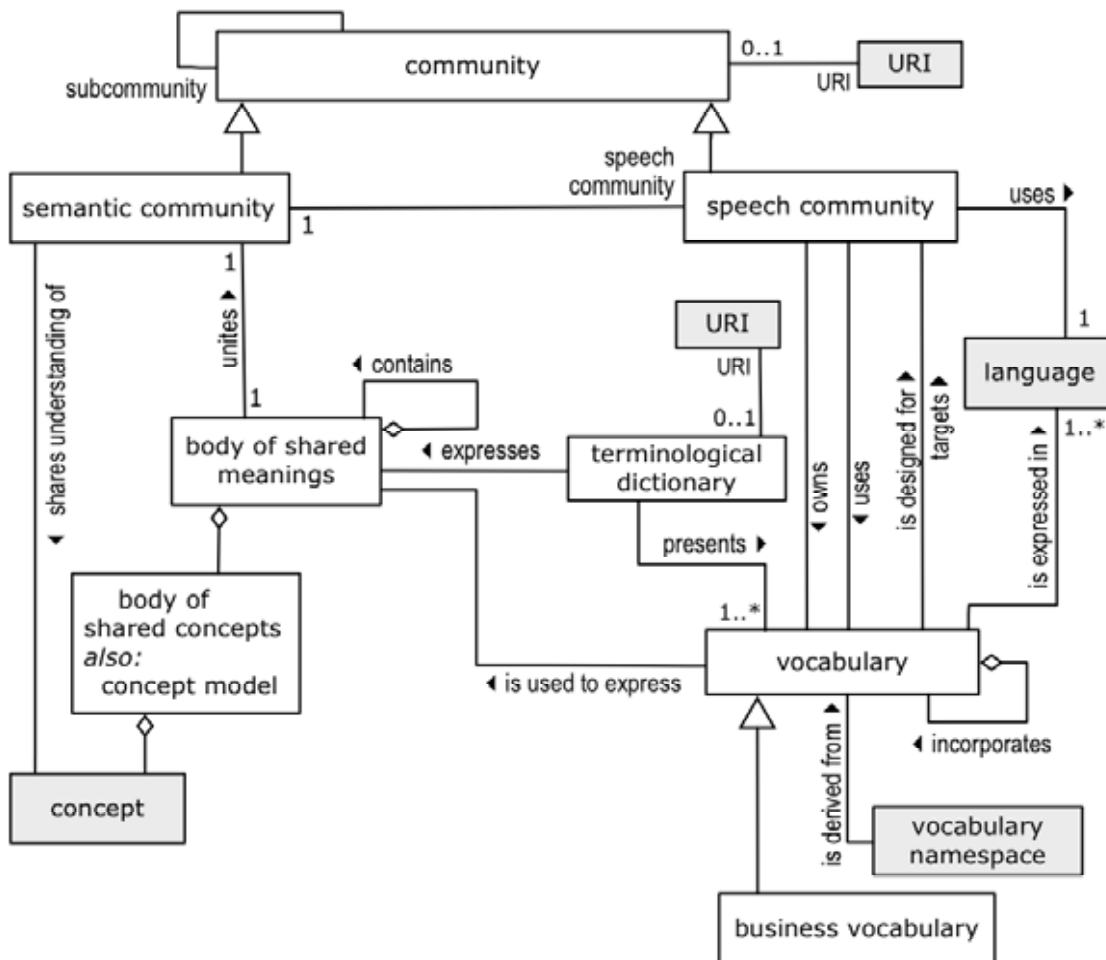 community
0..1
URI
URI
subcommunity
speech
community
semantic community
1
speech community
uses ▶
1
1
shares understanding of ▶
unites ▶
URI
URI
0..1
1
language
1..*
◀ contains
1
body of shared
meanings
◀ expresses
terminological
dictionary
◀ owns
◀ uses
is designed for ▶
targets ▶
is expressed in ▶
presents ▶
1..*
body of
shared concepts
also:
concept model
vocabulary
◀ is used to express
◀ incorporates
is derived from ▶
concept
vocabulary
namespace
business vocabulary